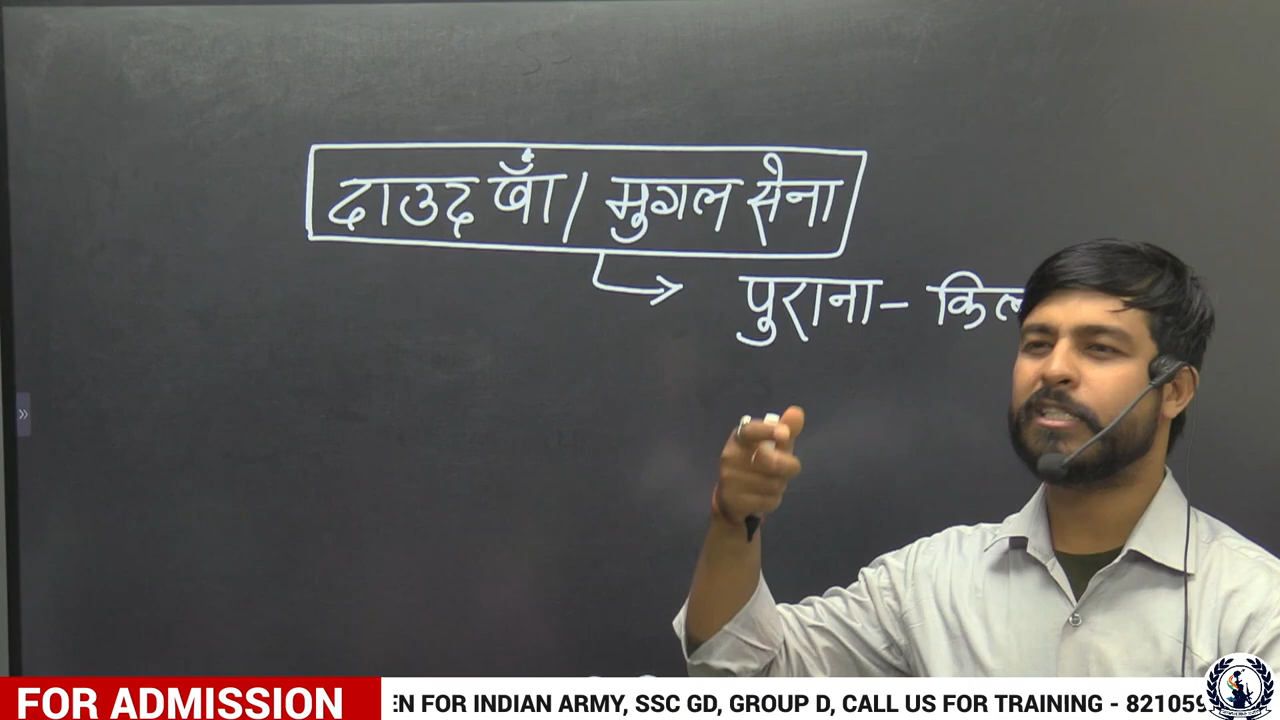 दाउद खाँ / मुगल सेना
पुराना - किल
FOR ADMISSION
EN FOR INDIAN ARMY, SSC GD, GROUP D, CALL US FOR TRAINING - 821059